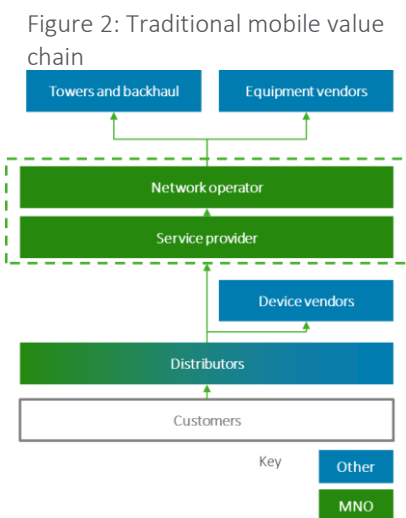 Figure 2: Traditional mobile value
chain
Towers and backhaul
Equipment vendors
Network operator
Service provider
Device vendors
Distributors
Customers
Key
Other
MNO